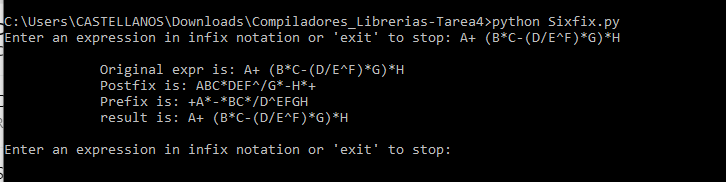 C:\Users\CASTELLANOS\Downloads\Compiladores_Librerias-Tarea4>python Sixfix.py
Enter an expression in infix notation or 'exit' to stop: A+ (B*C-(D/E^F)*G)*H
Original expr is: A+ (B*C-(D/E^F)*G)*H
Postfix is: ABC*DEF^/G*-H*+
Prefix is: +A*-*BC*/D^EFGH
result is: A+ (B*C-(D/E^F)*G)*H
Enter an expression in infix notation or 'exit' to stop: